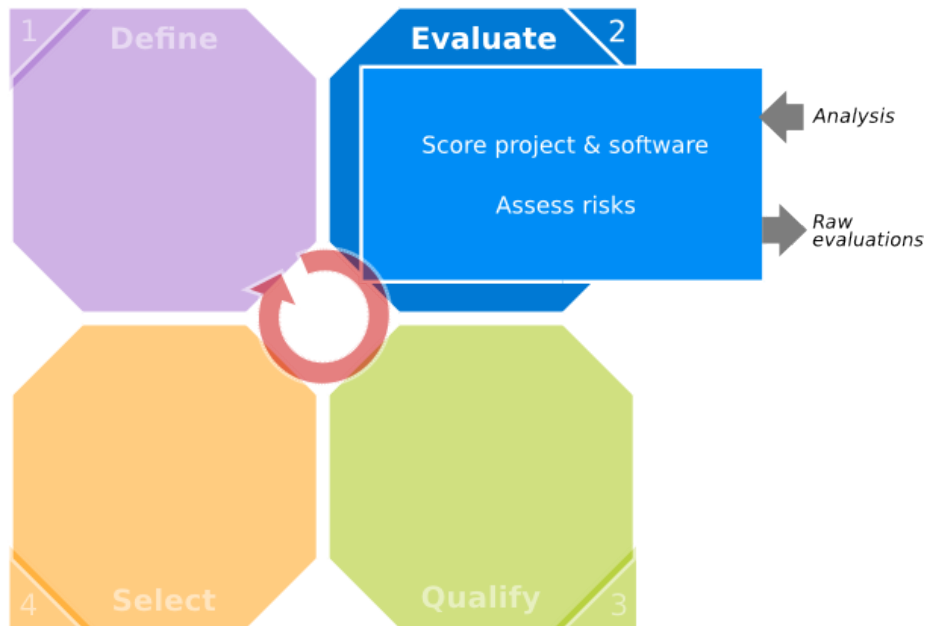 1
Define
Evaluate
2
Score project & software
Assess risks
Analysis
Raw
evaluations
4
Select
Qualify
3